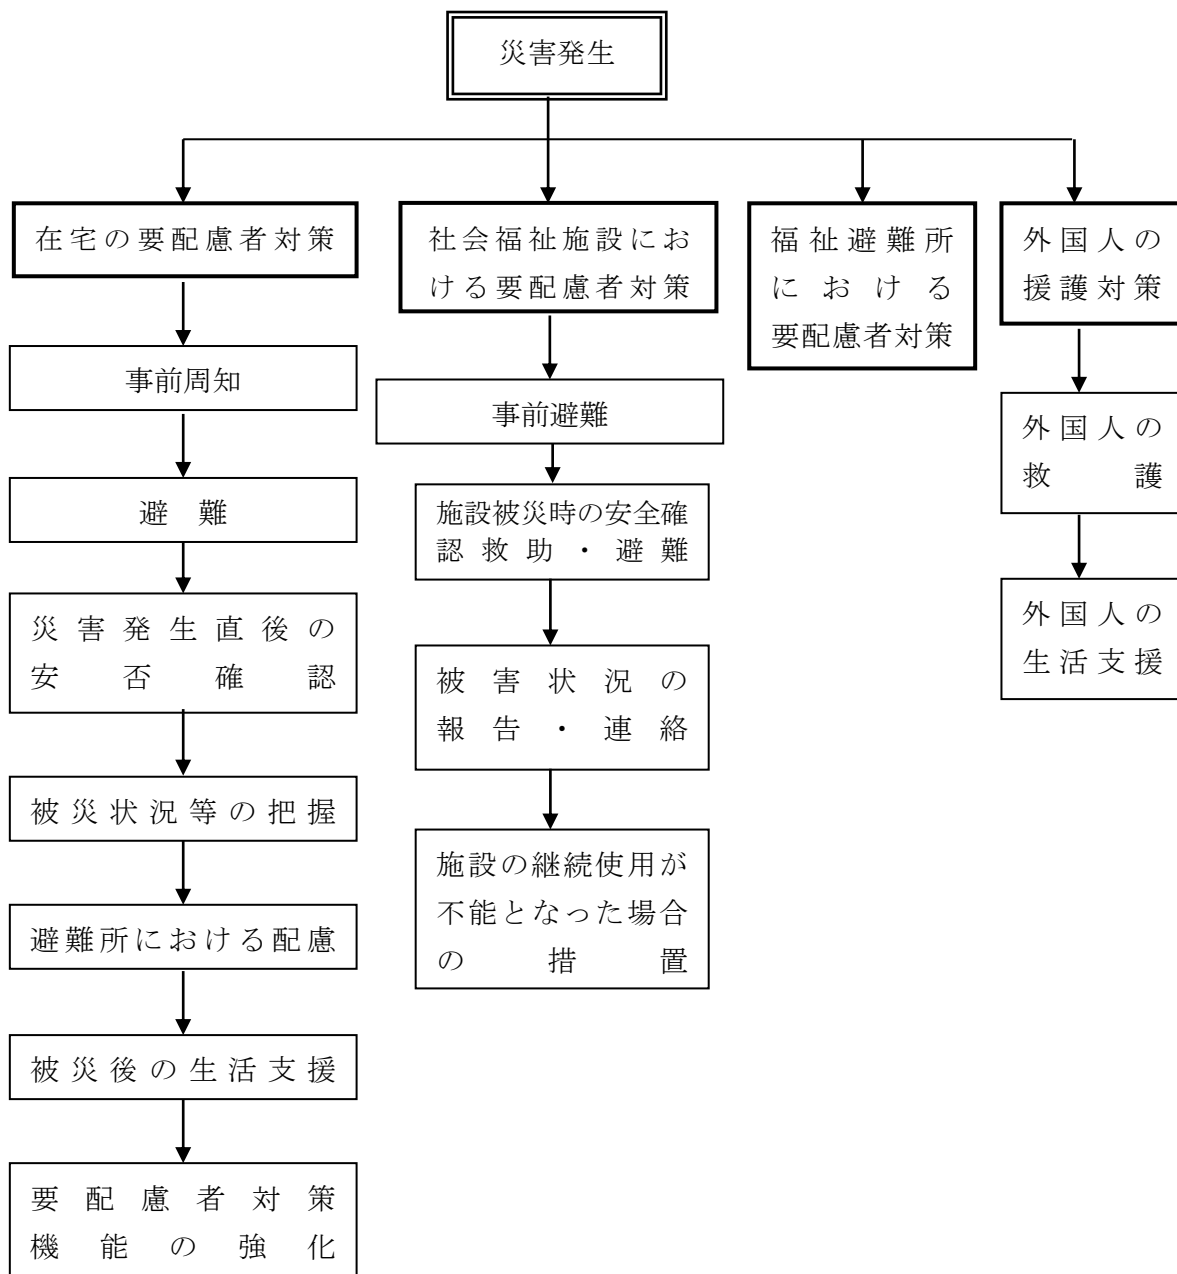 災害発生
在宅の要配慮者対策
事前周知
避　難
災害発生直後の
安否確認
被災状況等の把握
避難所における配慮
被災後の生活支援
要配慮者対策
機能の強化
社会福祉施設にお
ける要配慮者対策
事前避難
施設被災時の安全確
認救助・避難
被害状況の
報告・連絡
施設の継続使用が
不能となった場合
の措置
福祉避難所
における
要配慮者対策
外国人の
援護対策
外国人の
救護
外国人の
生活支援